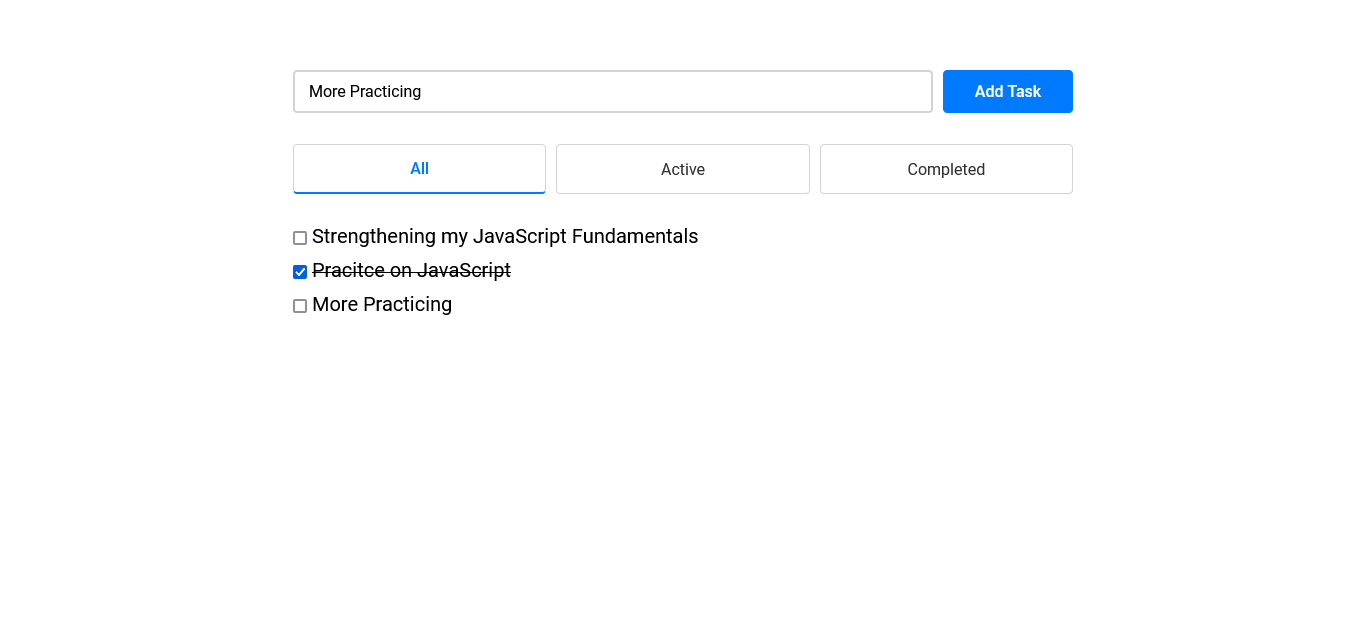 More Practicing
Add Task
All
Active
Completed
Strengthening my JavaScript Fundamentals
Pracitce on JavaScript
More Practicing